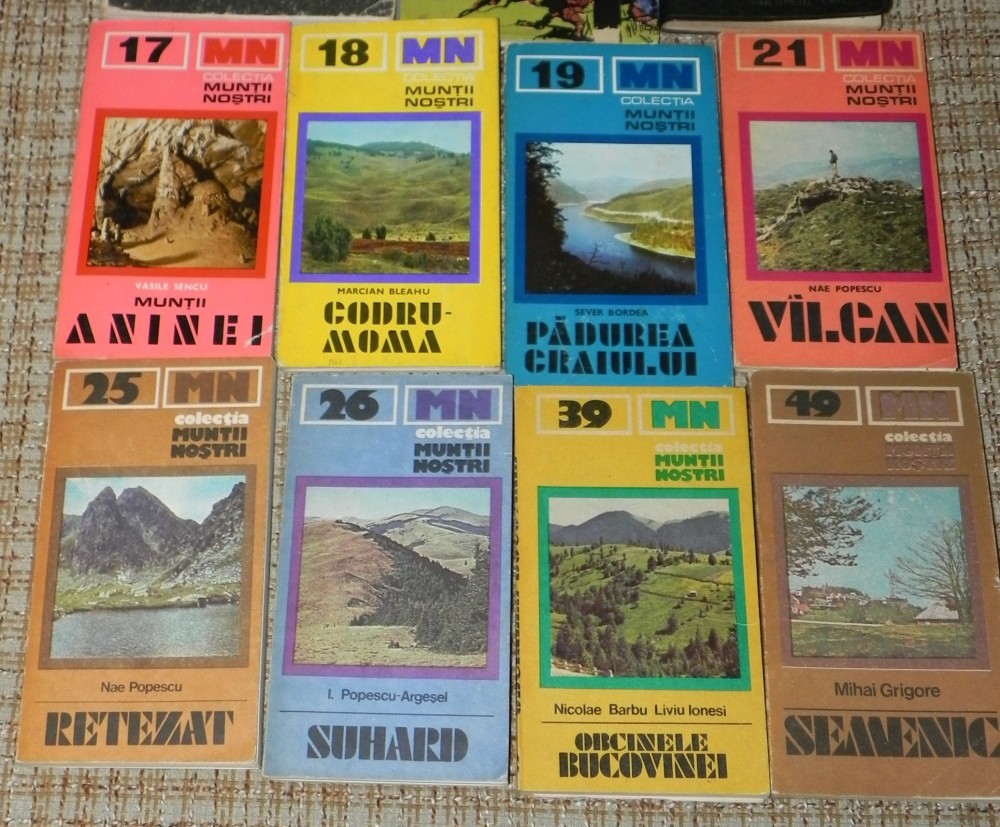 17 MN
COLECȚIA
MUNȚII
NOȘTRI
VASILE SENCU
MUNȚII
ANINEI
18 MN
COLECȚIA
MUNȚII
NOȘTRI
MARCIAN BLEAHU
CODRU-
MOMA
19 MN
COLECȚIA
MUNȚII
NOȘTRI
SEVER BORDEA
PĂDUREA
CRAIULUI
21 MN
COLECȚIA
MUNȚII
NOȘTRI
NAE POPESCU
VÎLCAN
25 MN
colecția
MUNȚII
NOȘTRI
Nae Popescu
RETEZAT
26 MN
colecția
MUNȚII
NOȘTRI
I. Popescu-Argeșel
SUHARD
39 MN
colecția
MUNȚII
NOȘTRI
Nicolae Barbu Liviu Ionesi
OBCINELE
BUCOVINEI
49 MN
colecția
MUNȚII
NOȘTRI
Mihai Grigore
SEMENIC